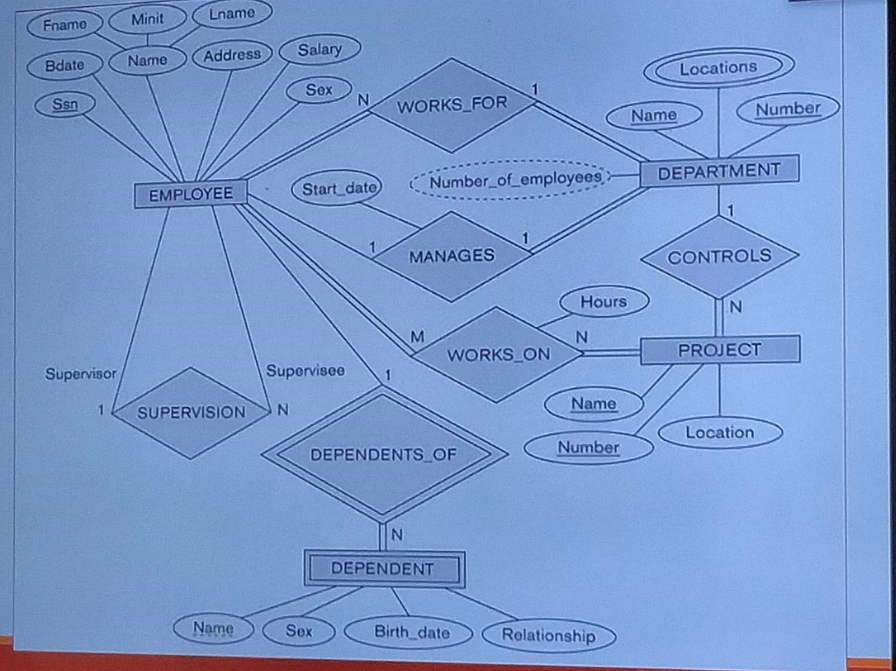 Fname
Minit
Lname
Bdate
Name
Address
Salary
Ssn
Sex
N
WORKS_FOR
1
Locations
Name
Number
EMPLOYEE
Start_date
Number_of_employees
DEPARTMENT
1
MANAGES
1
1
CONTROLS
N
Hours
M
WORKS_ON
N
PROJECT
Supervisor
Supervisee
1
SUPERVISION
N
1
Name
Number
Location
DEPENDENTS_OF
N
DEPENDENT
Name
Sex
Birth_date
Relationship